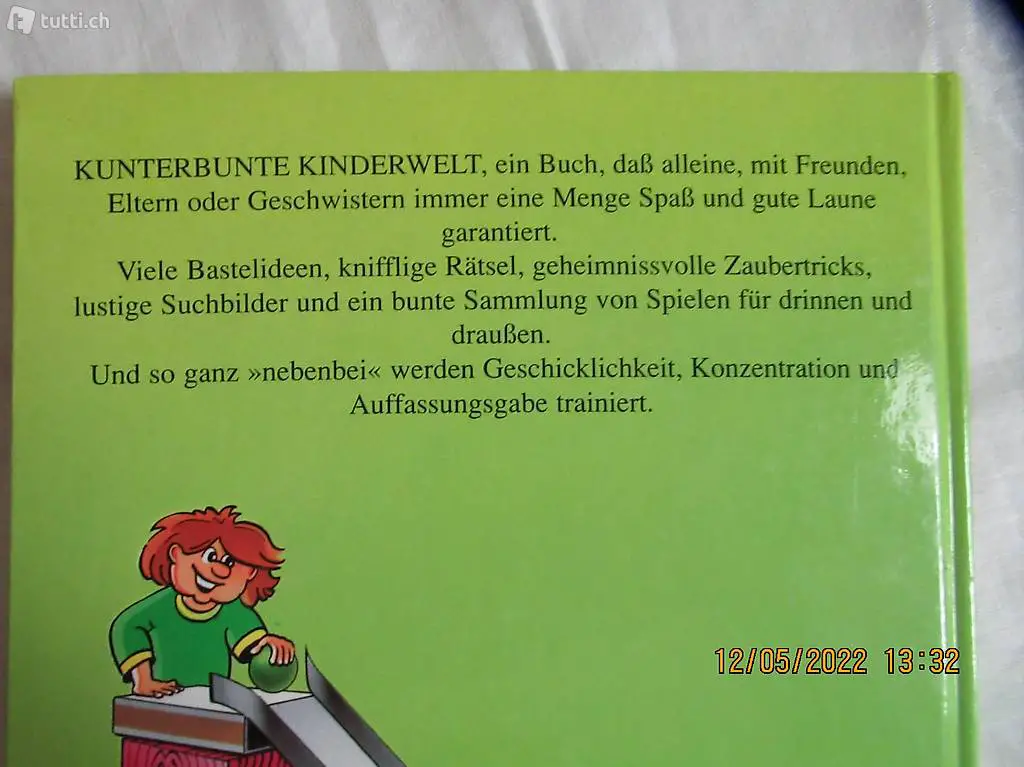 tutti.ch
KUNTERBUNTE KINDERWELT, ein Buch, daß alleine, mit Freunden,
Eltern oder Geschwistern immer eine Menge Spaß und gute Laune
garantiert.
Viele Bastelideen, knifflige Rätsel, geheimnissvolle Zaubertricks,
lustige Suchbilder und ein bunte Sammlung von Spielen für drinnen und
draußen.
Und so ganz »nebenbei« werden Geschicklichkeit, Konzentration und
Auffassungsgabe trainiert.
12/05/2022 13:32